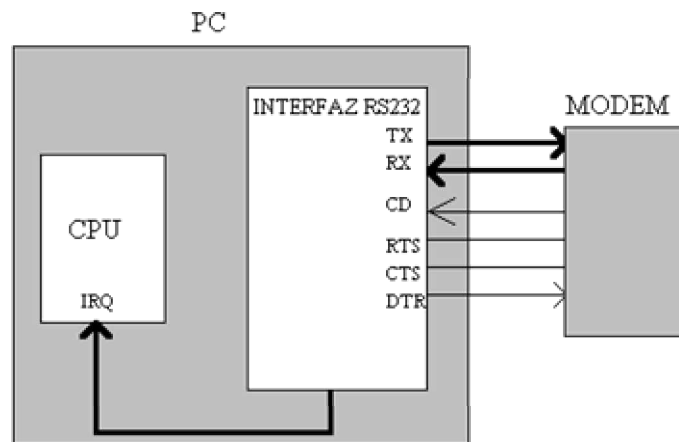 PC
INTERFAZ RS232
MODEM
TX
RX
CD
CPU
RTS
CTS
IRQ
DTR